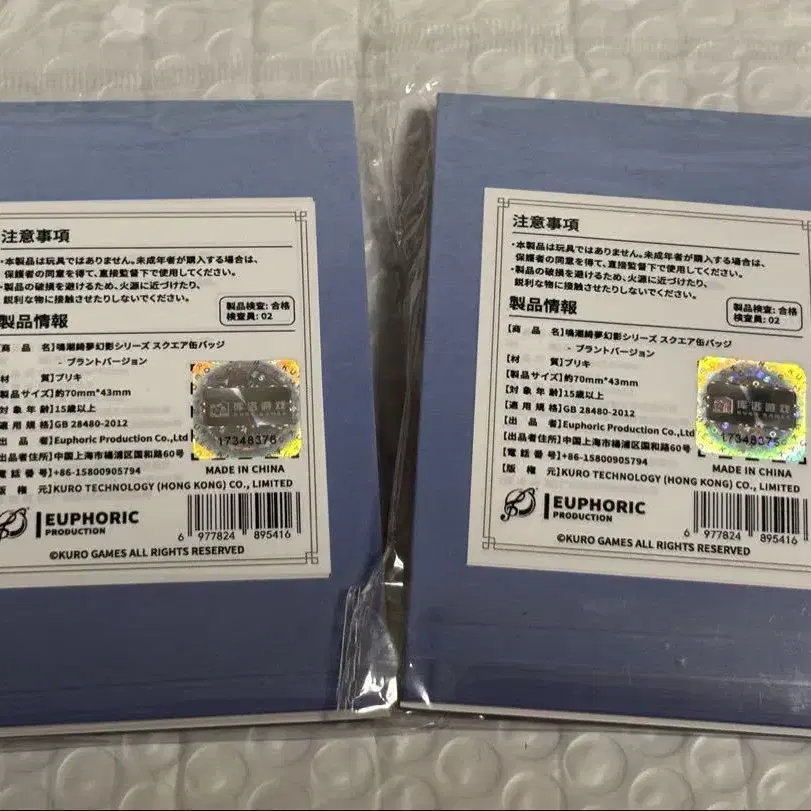 注意事項
・本製品は玩具ではありません。未成年者が購入する場合は、
保護者の同意を得て、直接監督下で使用してください。
・製品の破損を避けるため、火源に近づけたり、
鋭利な物に接触させたりしないでください。
製品情報
製品検査: 合格
検査員: 02
商 品 名】鳴潮綺夢幻影シリーズ スクエア缶バッジ
- ブラントバージョン
材 質】ブリキ
製品サイズ】約70mm*43mm
対 象 年 齢】15歳以上
適 用 規 格】GB 28480-2012
出 品 者】Euphoric Production Co.,Ltd
出品者住所】中国上海市楊浦区国和路60号
電 話 番 号】+86-15800905794
版 権 元】KURO TECHNOLOGY (HONG KONG) CO., LIMITED
库洛游戏
KURO GAMES
17348376
MADE IN CHINA
EUPHORIC
PRODUCTION
6 977824 895416
©KURO GAMES ALL RIGHTS RESERVED
注意事項
・本製品は玩具ではありません。未成年者が購入する場合は、
保護者の同意を得て、直接監督下で使用してください。
・製品の破損を避けるため、火源に近づけたり、
鋭利な物に接触させたりしないでください。
製品情報
製品検査: 合格
検査員: 02
【商 品 名】鳴潮綺夢幻影シリーズ スクエア缶バッジ
- ブラントバージョン
【材 質】ブリキ
【製品サイズ】約70mm*43mm
【対 象 年 齢】15歳以上
【適 用 規 格】GB 28480-2012
【出 品 者】Euphoric Production Co.,Ltd
【出品者住所】中国上海市楊浦区国和路60号
【電 話 番 号】+86-15800905794
【版 権 元】KURO TECHNOLOGY (HONG KONG) CO., LIMITED
库洛游戏
KURO GAMES
17348375
MADE IN CHINA
EUPHORIC
PRODUCTION
6 977824 895416
©KURO GAMES ALL RIGHTS RESERVED